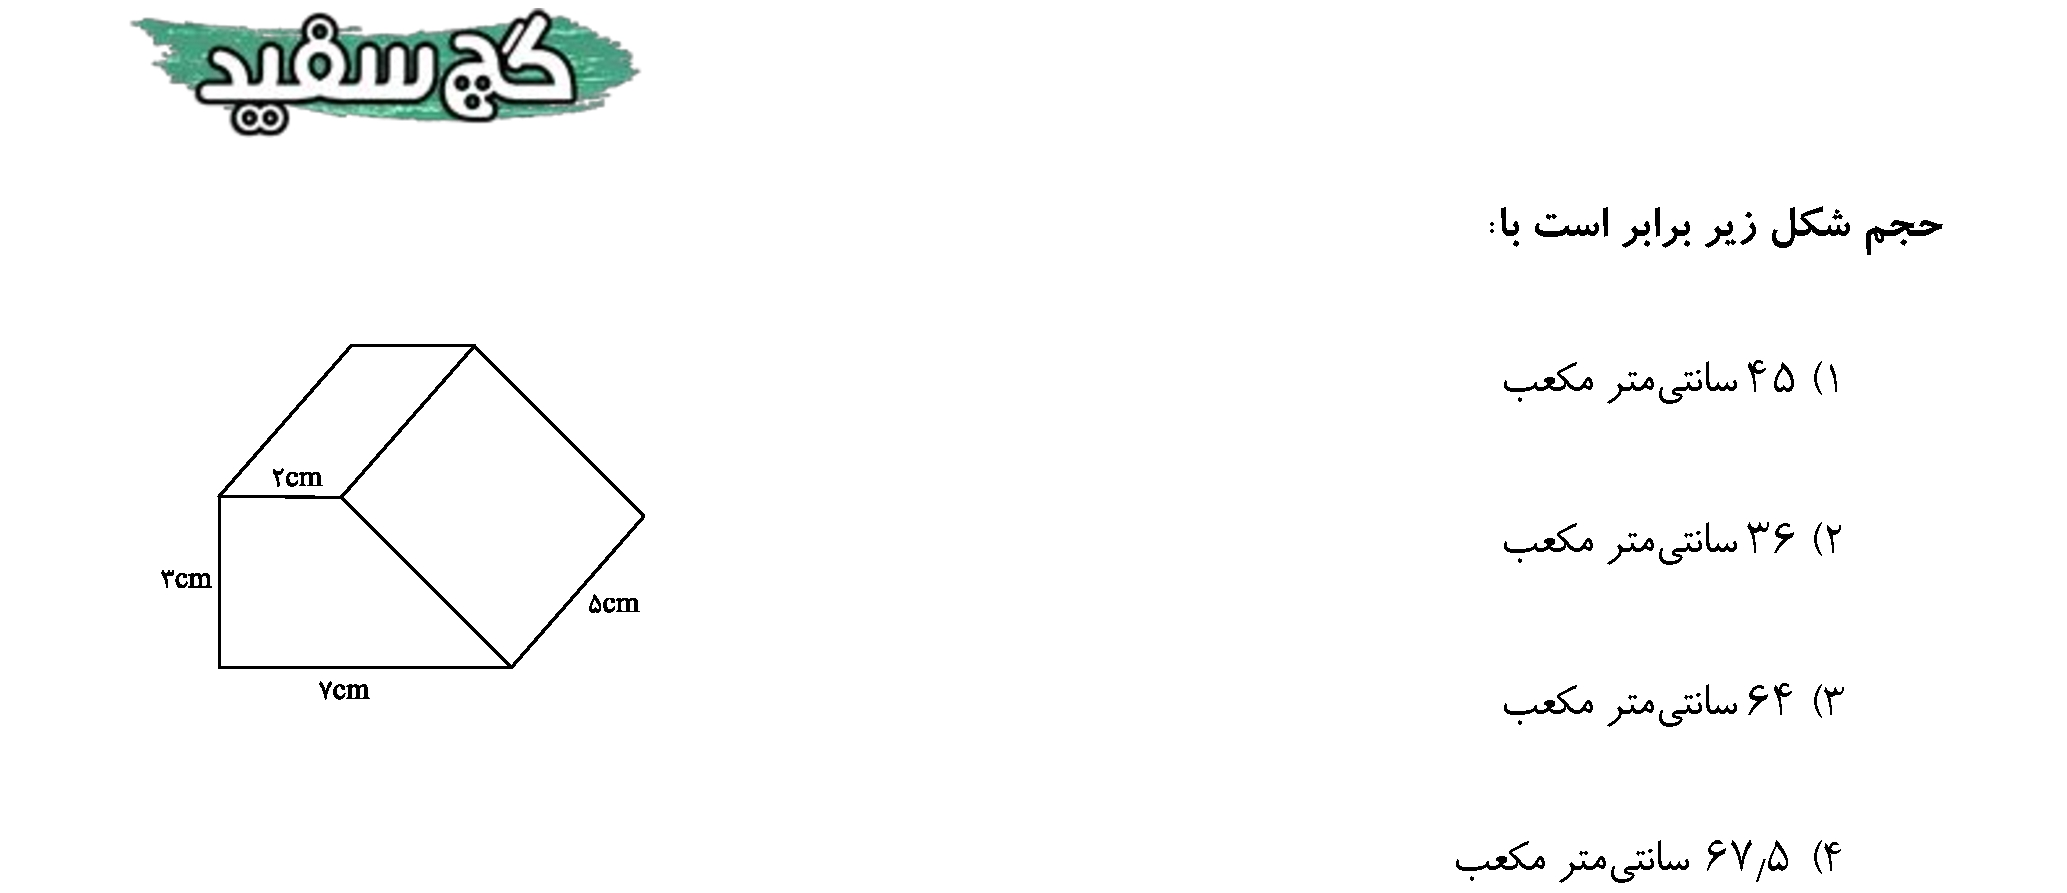 گچ سفید
حجم شکل زیر برابر است با:
۱) ۴۵ سانتی‌متر مکعب
۲) ۳۶ سانتی‌متر مکعب
۳) ۶۴ سانتی‌متر مکعب
۴) ۶۷٫۵ سانتی‌متر مکعب
۲cm
۳cm
۵cm
۷cm